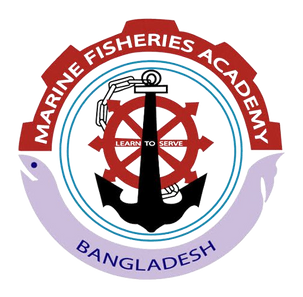 MARINE FISHERIES ACADEMY
LEARN TO SERVE
BANGLADESH